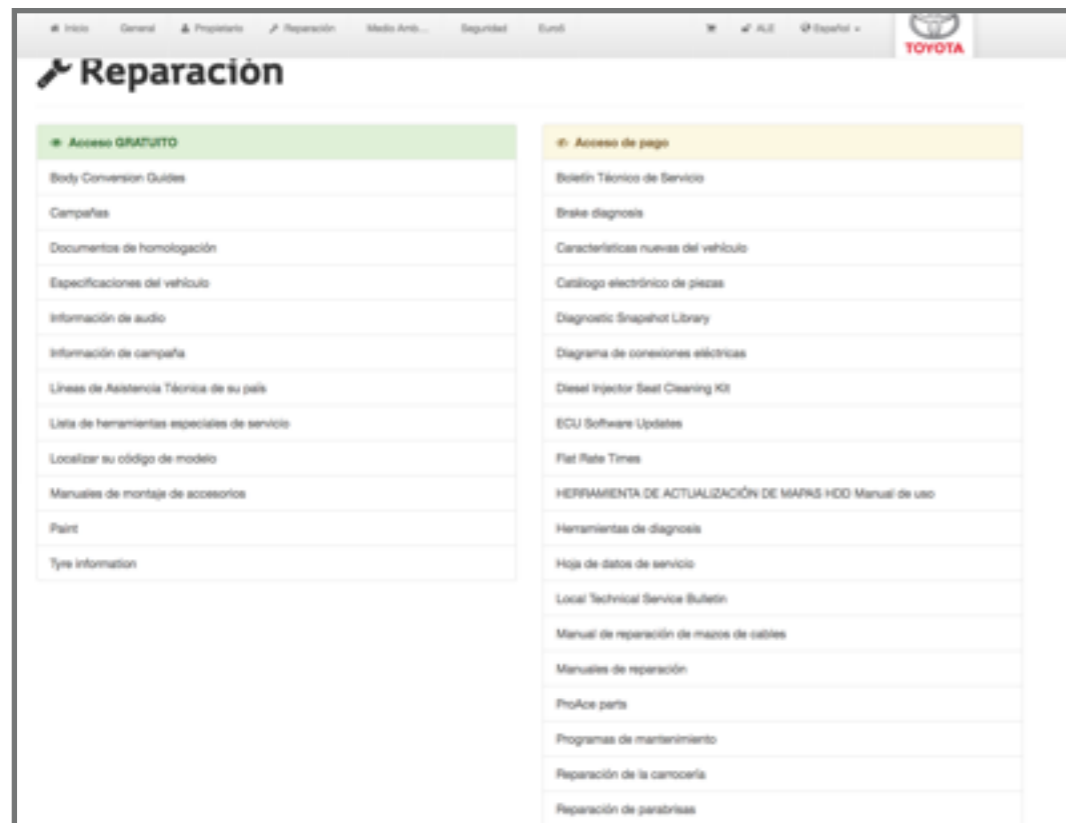 Inicio General Propietario Reparación Medio Amb... Seguridad Euro5 ALE Español
TOYOTA
Reparación
Acceso GRATUITO
Body Conversion Guides
Campañas
Documentos de homologación
Especificaciones del vehículo
Información de audio
Información de campaña
Líneas de Asistencia Técnica de su país
Lista de herramientas especiales de servicio
Localizar su código de modelo
Manuales de montaje de accesorios
Paint
Tyre information
Acceso de pago
Boletín Técnico de Servicio
Brake diagnosis
Características nuevas del vehículo
Catálogo electrónico de piezas
Diagnostic Snapshot Library
Diagrama de conexiones eléctricas
Diesel Injector Seat Cleaning Kit
ECU Software Updates
Flat Rate Times
HERRAMIENTA DE ACTUALIZACIÓN DE MAPAS HDD Manual de uso
Herramientas de diagnosis
Hoja de datos de servicio
Local Technical Service Bulletin
Manual de reparación de mazos de cables
Manuales de reparación
ProAce parts
Programas de mantenimiento
Reparación de la carrocería
Reparación de parabrisas